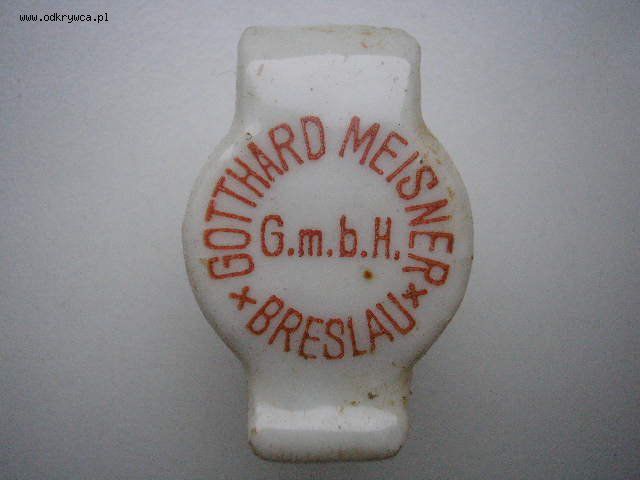 www.odkrywca.pl
GOTTHARD MEISNER
G.m.b.H.
* BRESLAU *